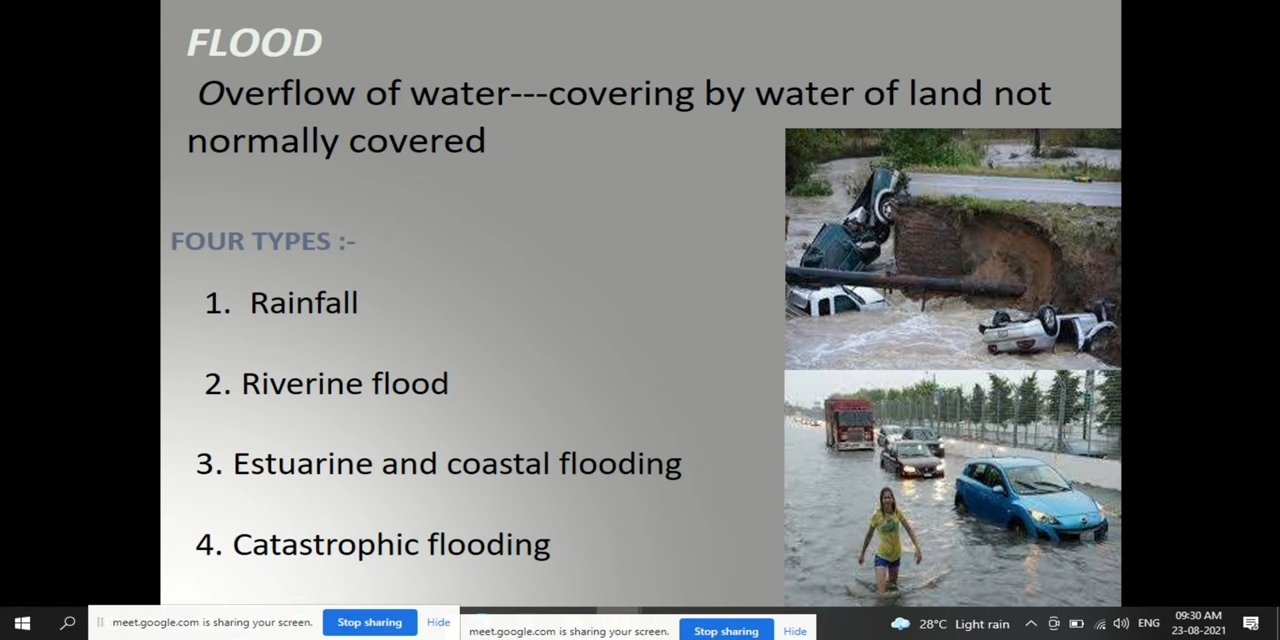 FLOOD
Overflow of water---covering by water of land not
normally covered
FOUR TYPES :-
1. Rainfall
2. Riverine flood
3. Estuarine and coastal flooding
4. Catastrophic flooding
meet.google.com is sharing your screen. Stop sharing Hide
meet.google.com is sharing your screen. Stop sharing Hide
28°C Light rain ENG 09:30 AM
23-08-2021